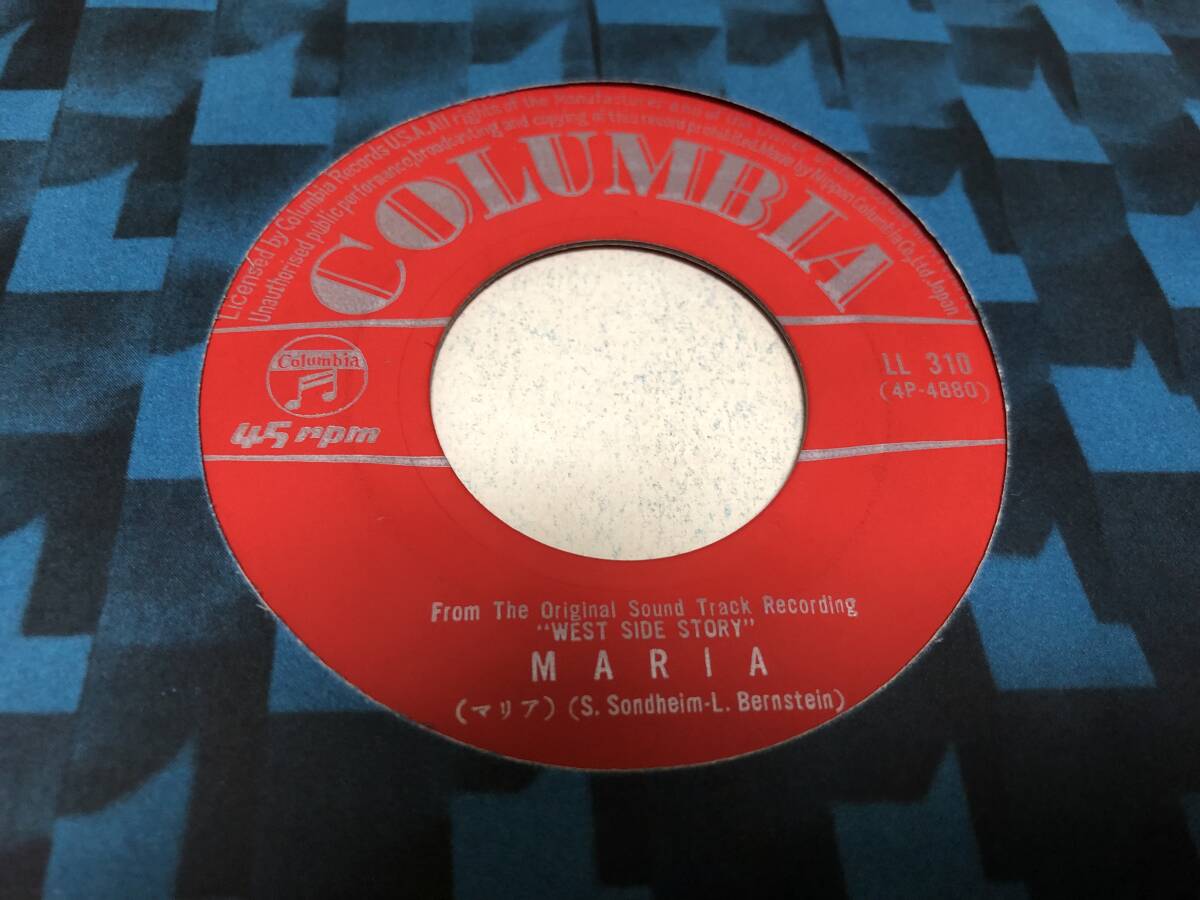 Licensed by Columbia Records U.S.A. All rights of the Manufacturer and of the
Unauthorised public performance, broadcasting and copying of this record prohibited. Made by Nippon Columbia Co., Ltd. Japan
COLUMBIA
Columbia
45 rpm
LL 310
(4P-4880)
From The Original Sound Track Recording
"WEST SIDE STORY"
MARIA
(マリア) (S. Sondheim-L. Bernstein)